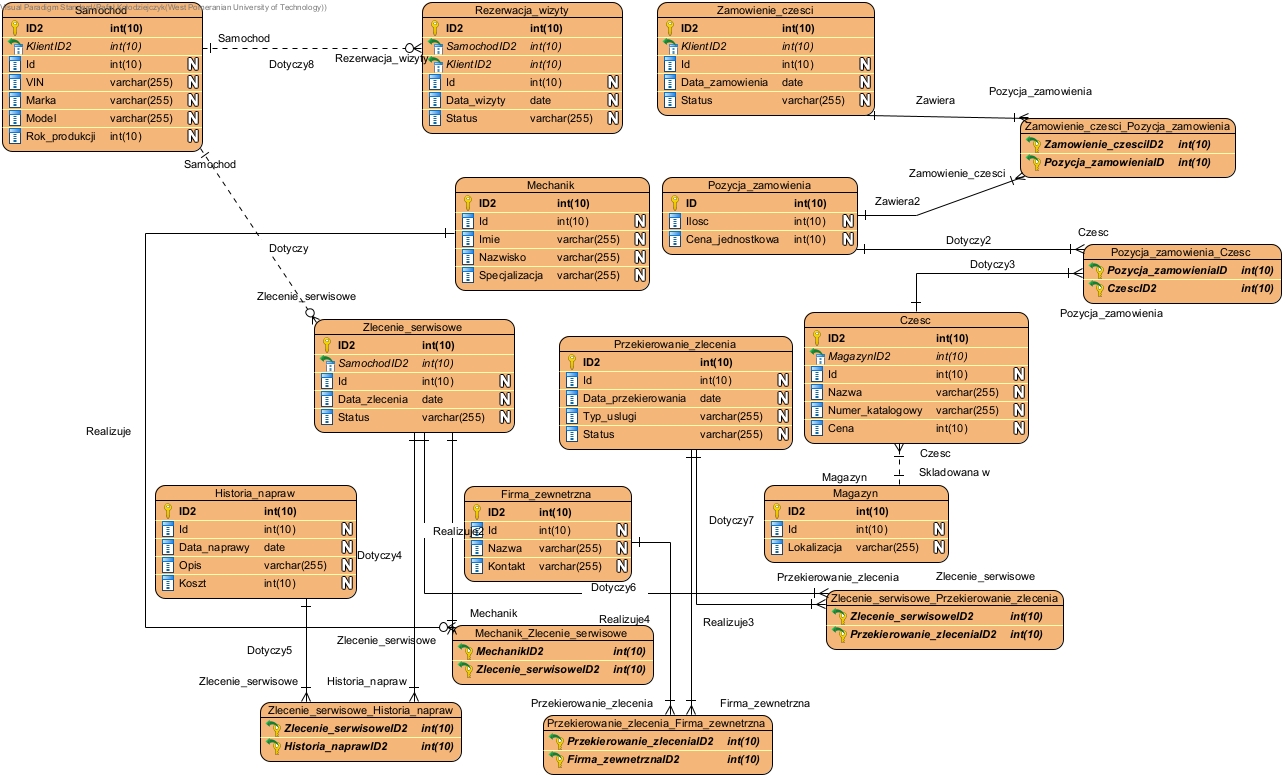 Visual Paradigm Standard(Rafał Kołodziejczyk(West Pomeranian University of Technology))
Samochod
ID2 int(10)
KlientID2 int(10)
Id int(10) N
VIN varchar(255) N
Marka varchar(255) N
Model varchar(255) N
Rok_produkcji int(10) N
Samochod
Dotyczy8
Rezerwacja_wizyty
Rezerwacja_wizyty
ID2 int(10)
SamochodID2 int(10)
KlientID2 int(10)
Id int(10) N
Data_wizyty date N
Status varchar(255) N
Zamowienie_czesci
ID2 int(10)
KlientID2 int(10)
Id int(10) N
Data_zamowienia date N
Status varchar(255) N
Zawiera
Pozycja_zamowienia
Zamowienie_czesci_Pozycja_zamowienia
Zamowienie_czesciID2 int(10)
Pozycja_zamowieniaID int(10)
Zamowienie_czesci
Zawiera2
Samochod
Dotyczy
Zlecenie_serwisowe
Mechanik
ID2 int(10)
Id int(10) N
Imie varchar(255) N
Nazwisko varchar(255) N
Specjalizacja varchar(255) N
Pozycja_zamowienia
ID int(10)
Ilosc int(10) N
Cena_jednostkowa int(10) N
Dotyczy2
Czesc
Dotyczy3
Pozycja_zamowienia_Czesc
Pozycja_zamowieniaID int(10)
CzescID2 int(10)
Pozycja_zamowienia
Zlecenie_serwisowe
ID2 int(10)
SamochodID2 int(10)
Id int(10) N
Data_zlecenia date N
Status varchar(255) N
Przekierowanie_zlecenia
ID2 int(10)
Id int(10) N
Data_przekierowania date N
Typ_uslugi varchar(255) N
Status varchar(255) N
Czesc
ID2 int(10)
MagazynID2 int(10)
Id int(10) N
Nazwa varchar(255) N
Numer_katalogowy varchar(255) N
Cena int(10) N
Realizuje
Czesc
Skladowana w
Magazyn
Historia_napraw
ID2 int(10)
Id int(10) N
Data_naprawy date N
Opis varchar(255) N
Koszt int(10) N
Dotyczy4
Realizuje2
Firma_zewnetrzna
ID2 int(10)
Id int(10) N
Nazwa varchar(255) N
Kontakt varchar(255) N
Magazyn
ID2 int(10)
Id int(10) N
Lokalizacja varchar(255) N
Dotyczy7
Dotyczy6
Przekierowanie_zlecenia
Zlecenie_serwisowe
Zlecenie_serwisowe_Przekierowanie_zlecenia
Zlecenie_serwisoweID2 int(10)
Przekierowanie_zleceniaID2 int(10)
Mechanik
Realizuje4
Realizuje3
Zlecenie_serwisowe
Mechanik_Zlecenie_serwisowe
MechanikID2 int(10)
Zlecenie_serwisoweID2 int(10)
Dotyczy5
Zlecenie_serwisowe
Historia_napraw
Zlecenie_serwisowe_Historia_napraw
Zlecenie_serwisoweID2 int(10)
Historia_naprawID2 int(10)
Przekierowanie_zlecenia
Firma_zewnetrzna
Przekierowanie_zlecenia_Firma_zewnetrzna
Przekierowanie_zleceniaID2 int(10)
Firma_zewnetrznaID2 int(10)